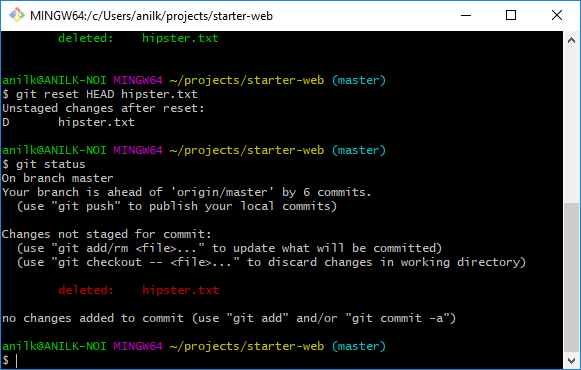 MINGW64:/c/Users/anilk/projects/starter-web
deleted:    hipster.txt
anilk@ANILK-NOI MINGW64 ~/projects/starter-web (master)
$ git reset HEAD hipster.txt
Unstaged changes after reset:
D       hipster.txt
anilk@ANILK-NOI MINGW64 ~/projects/starter-web (master)
$ git status
On branch master
Your branch is ahead of 'origin/master' by 6 commits.
  (use "git push" to publish your local commits)
Changes not staged for commit:
  (use "git add/rm <file>..." to update what will be committed)
  (use "git checkout -- <file>..." to discard changes in working directory)
        deleted:    hipster.txt
no changes added to commit (use "git add" and/or "git commit -a")
anilk@ANILK-NOI MINGW64 ~/projects/starter-web (master)
$